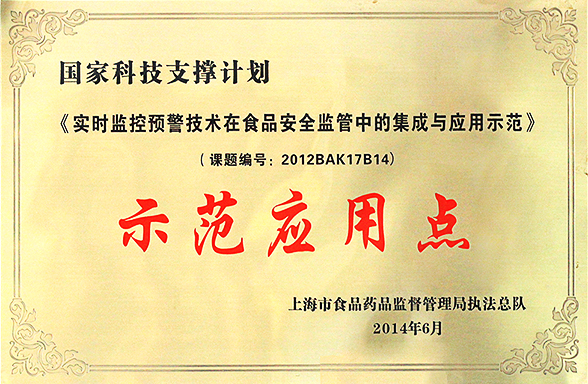 国家科技支撑计划
《实时监控预警技术在食品安全监管中的集成与应用示范》
（课题编号：2012BAK17B14）
示范应用点
上海市食品药品监督管理局执法总队
2014年6月